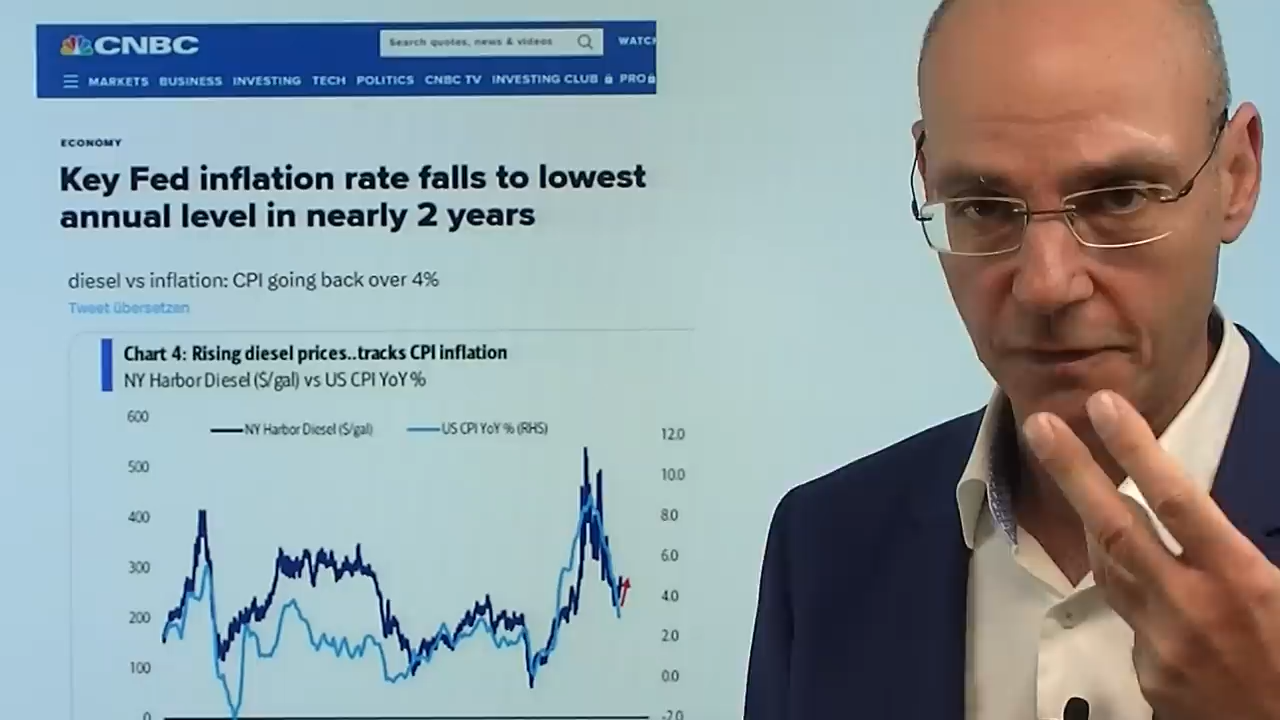 CNBC
Search quotes, news & videos
WATCH
MARKETS BUSINESS INVESTING TECH POLITICS CNBC TV INVESTING CLUB PRO
ECONOMY
Key Fed inflation rate falls to lowest
annual level in nearly 2 years
diesel vs inflation: CPI going back over 4%
Tweet übersetzen
Chart 4: Rising diesel prices..tracks CPI inflation
NY Harbor Diesel ($/gal) vs US CPI YoY %
NY Harbor Diesel ($/gal)
US CPI YoY % (RHS)
600
500
400
300
200
100
0
12.0
10.0
8.0
6.0
4.0
2.0
0.0
-2.0